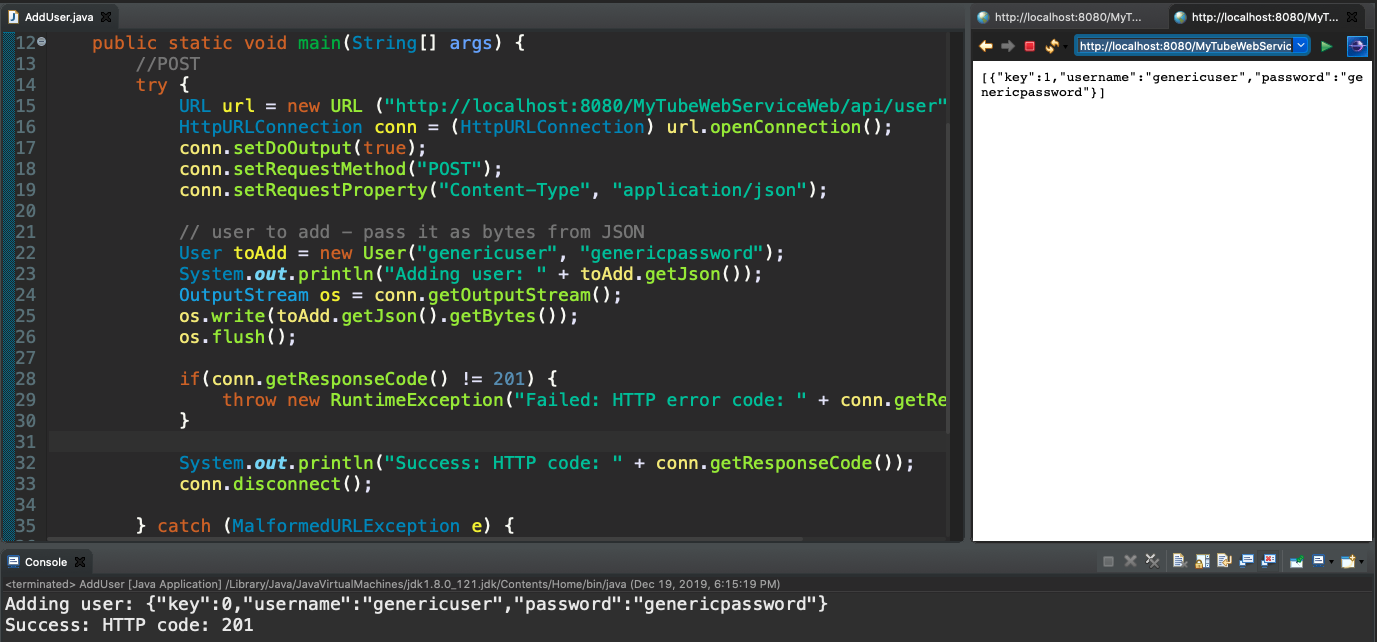 AddUser.java
12 public static void main(String[] args) {
13 //POST
14 try {
15 URL url = new URL ("http://localhost:8080/MyTubeWebServiceWeb/api/user"
16 HttpURLConnection conn = (HttpURLConnection) url.openConnection();
17 conn.setDoOutput(true);
18 conn.setRequestMethod("POST");
19 conn.setRequestProperty("Content-Type", "application/json");
20
21 // user to add – pass it as bytes from JSON
22 User toAdd = new User("genericuser", "genericpassword");
23 System.out.println("Adding user: " + toAdd.getJson());
24 OutputStream os = conn.getOutputStream();
25 os.write(toAdd.getJson().getBytes());
26 os.flush();
27
28 if(conn.getResponseCode() != 201) {
29 throw new RuntimeException("Failed: HTTP error code: " + conn.getRe
30 }
31
32 System.out.println("Success: HTTP code: " + conn.getResponseCode());
33 conn.disconnect();
34
35 } catch (MalformedURLException e) {
http://localhost:8080/MyT... http://localhost:8080/MyT...
http://localhost:8080/MyTubeWebServic
[{"key":1,"username":"genericuser","password":"ge
nericpassword"}]
Console
<terminated> AddUser [Java Application] /Library/Java/JavaVirtualMachines/jdk1.8.0_121.jdk/Contents/Home/bin/java (Dec 19, 2019, 6:15:19 PM)
Adding user: {"key":0,"username":"genericuser","password":"genericpassword"}
Success: HTTP code: 201